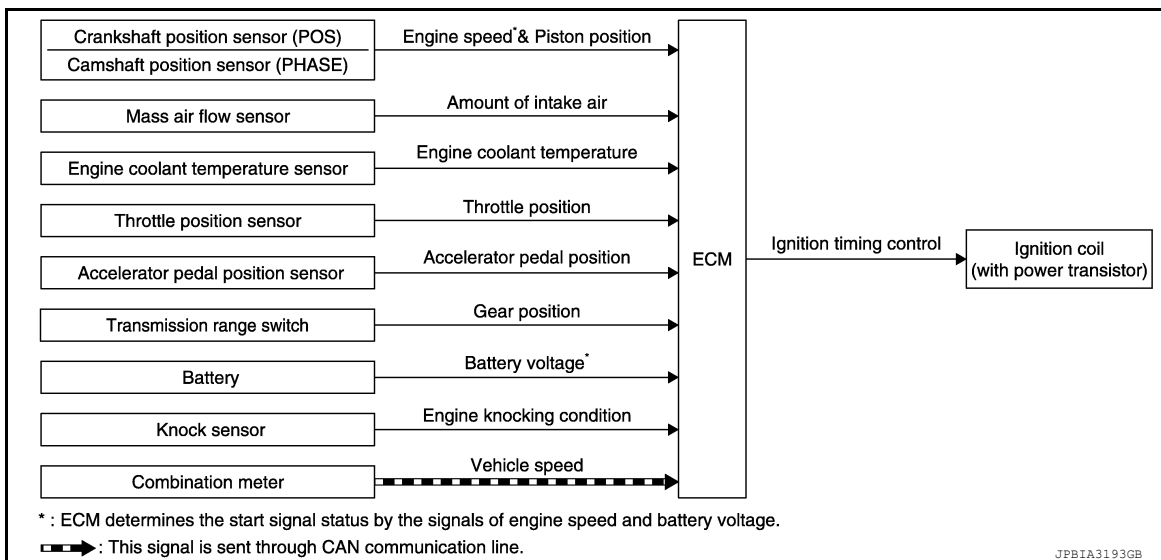 Crankshaft position sensor (POS)
Camshaft position sensor (PHASE)
Engine speed*& Piston position
Mass air flow sensor
Amount of intake air
Engine coolant temperature sensor
Engine coolant temperature
Throttle position sensor
Throttle position
Accelerator pedal position sensor
Accelerator pedal position
Transmission range switch
Gear position
Battery
Battery voltage*
Knock sensor
Engine knocking condition
Combination meter
Vehicle speed
ECM
Ignition timing control
Ignition coil
(with power transistor)
* : ECM determines the start signal status by the signals of engine speed and battery voltage.
: This signal is sent through CAN communication line.
JPBIA3193GB